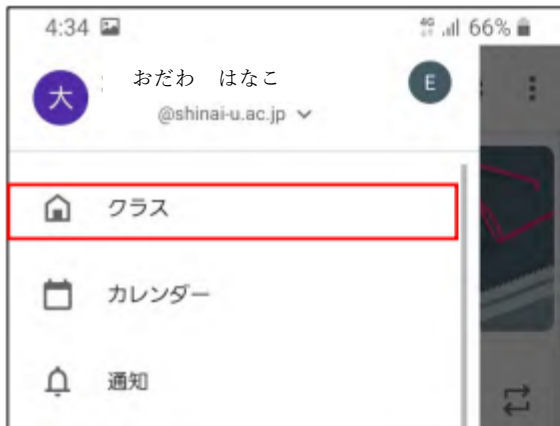 4:34 4G 66%
おだわ はなこ
大 E
@shinai-u.ac.jp
クラス
カレンダー
通知